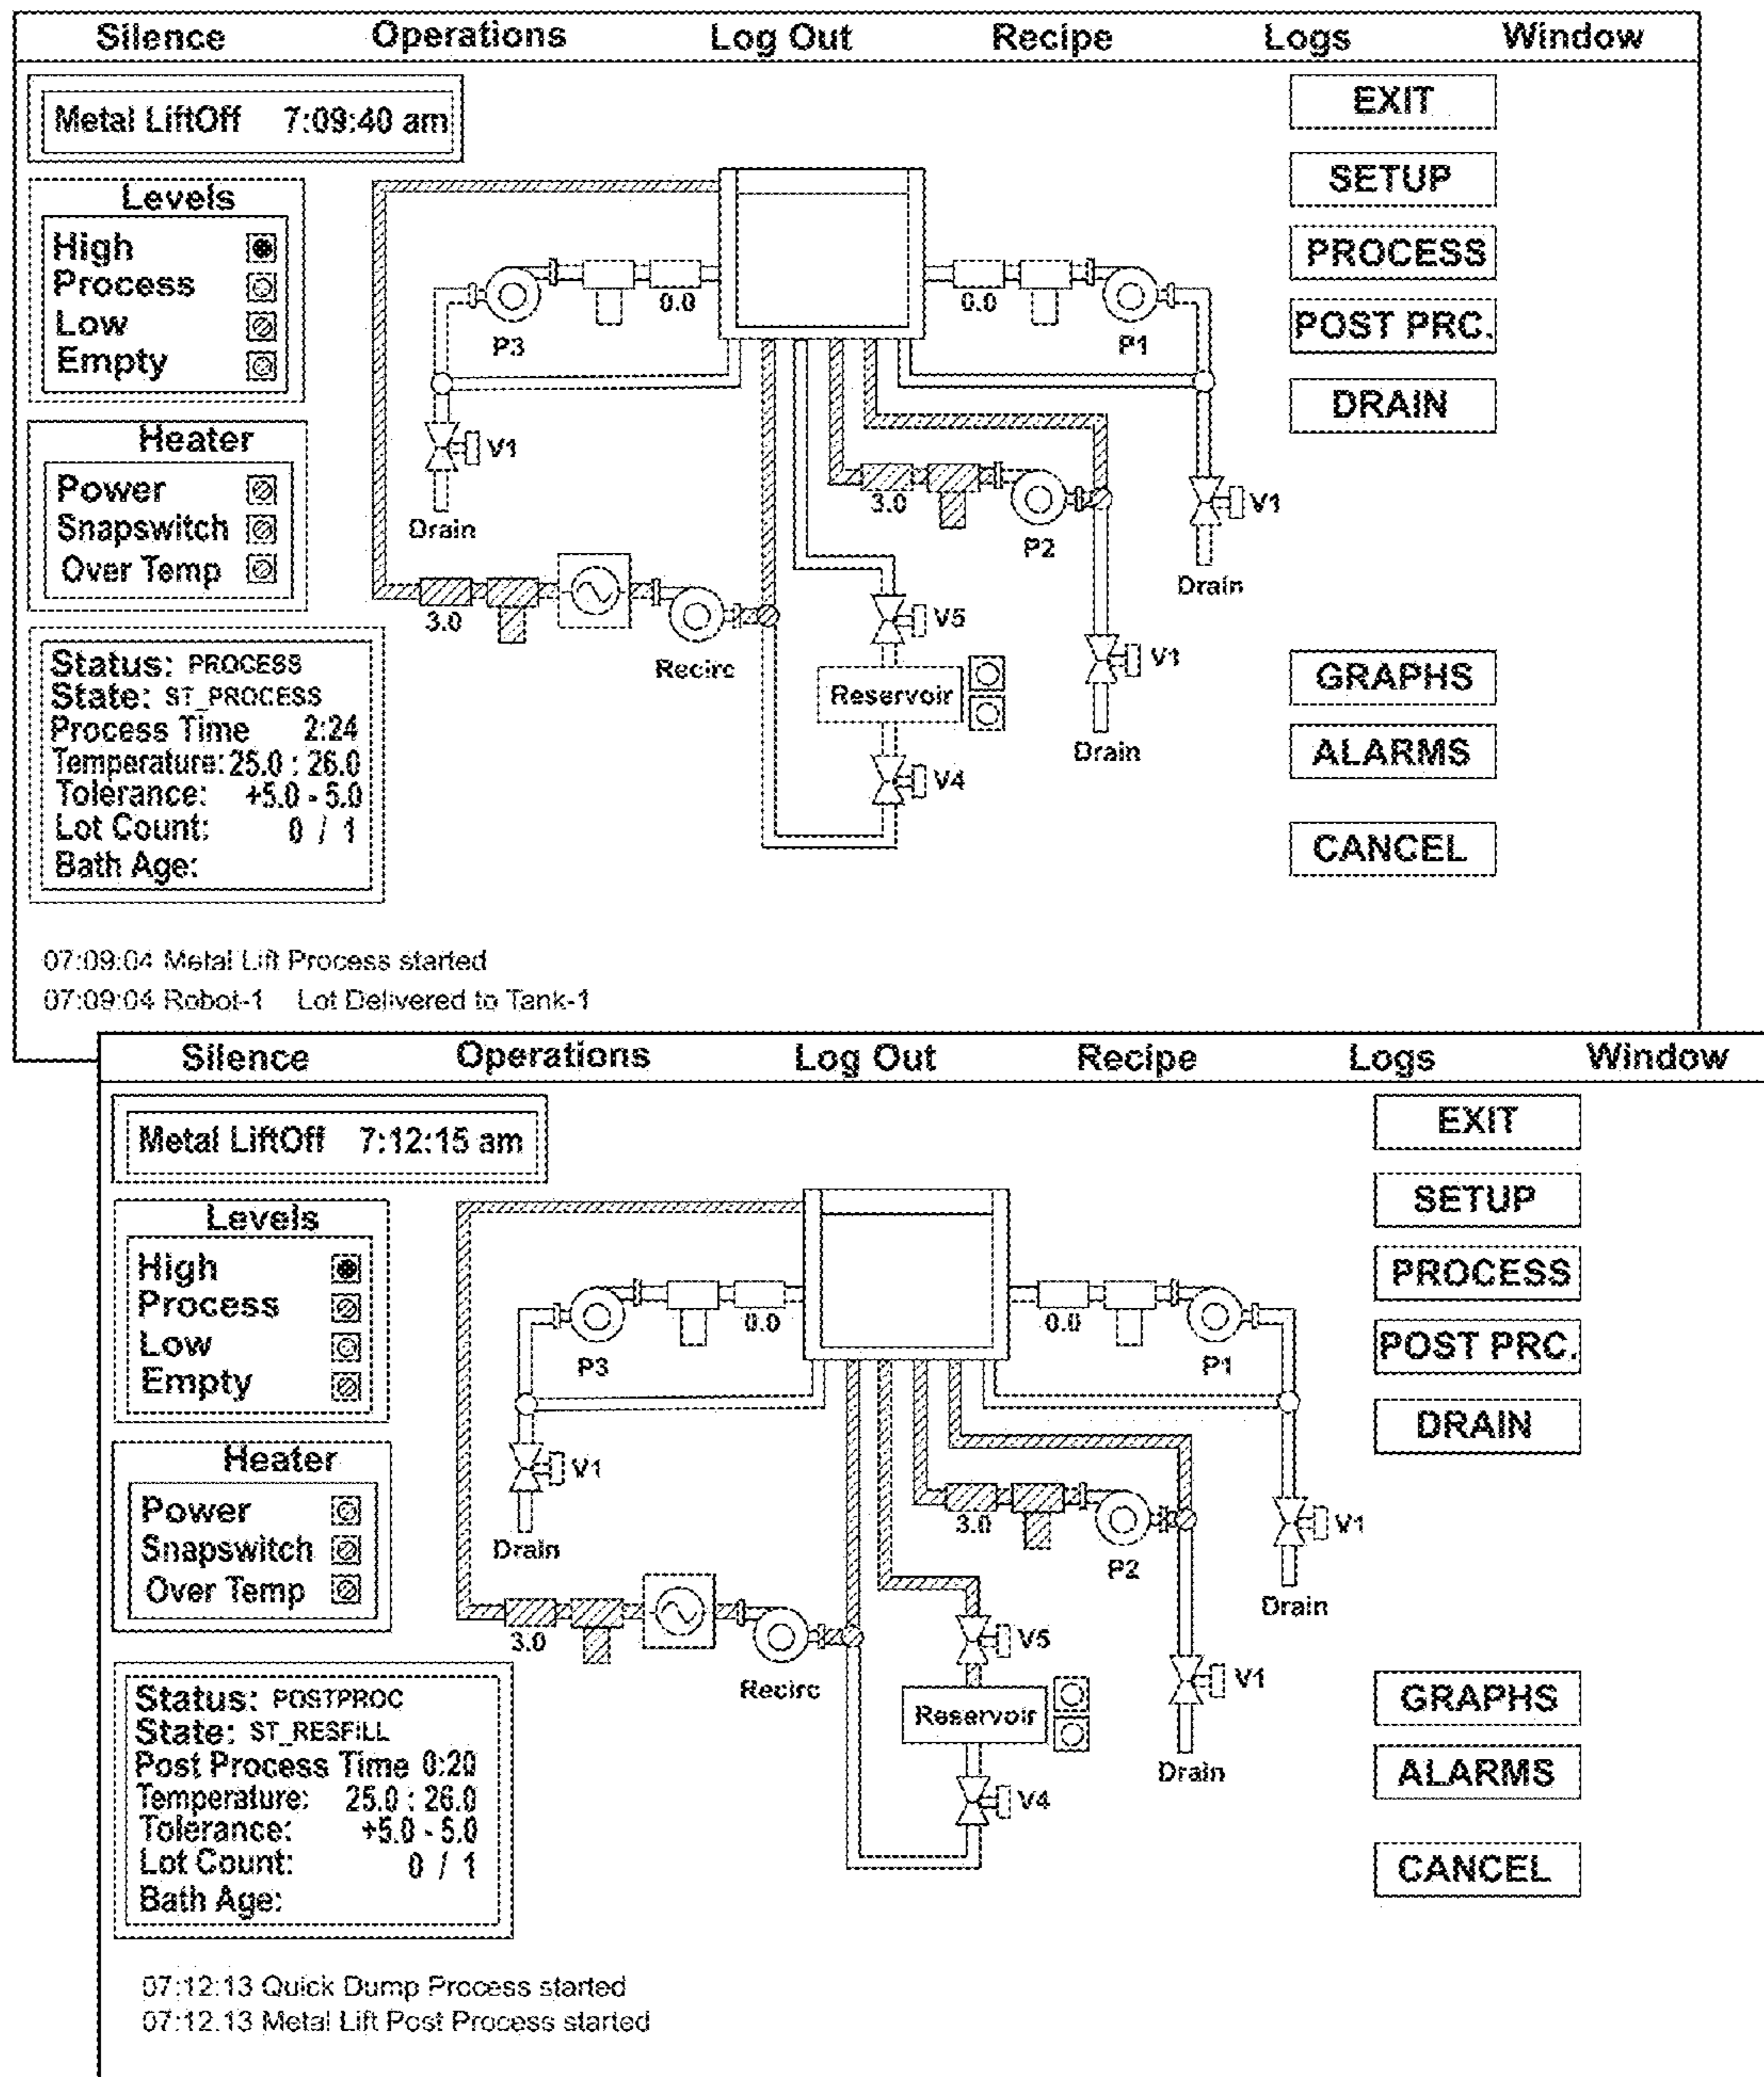 Silence Operations Log Out Recipe Logs Window
Metal LiftOff 7:09:40 am
EXIT
SETUP
PROCESS
POST PRC.
DRAIN
Levels
High
Process
Low
Empty
Heater
Power
Snapswitch
Over Temp
P3
0.0
0.0
P1
V1
Drain
3.0
P2
V1
Drain
3.0
Recirc
V5
Reservoir
V4
V1
Drain
Status: PROCESS
State: ST_PROCESS
Process Time 2:24
Temperature: 25.0 : 26.0
Tolerance: +5.0 - 5.0
Lot Count: 0 / 1
Bath Age:
GRAPHS
ALARMS
CANCEL
07:09:04 Metal Lift Process started
07:09:04 Robot-1 Lot Delivered to Tank-1
Silence Operations Log Out Recipe Logs Window
Metal LiftOff 7:12:15 am
EXIT
SETUP
PROCESS
POST PRC.
DRAIN
Levels
High
Process
Low
Empty
Heater
Power
Snapswitch
Over Temp
P3
0.0
0.0
P1
V1
Drain
3.0
P2
V1
Drain
3.0
Recirc
V5
Reservoir
V4
V1
Drain
Status: POSTPROC
State: ST_RESFILL
Post Process Time 0:20
Temperature: 25.0 : 26.0
Tolerance: +5.0 - 5.0
Lot Count: 0 / 1
Bath Age:
GRAPHS
ALARMS
CANCEL
07:12:13 Quick Dump Process started
07:12.13 Metal Lift Post Process started